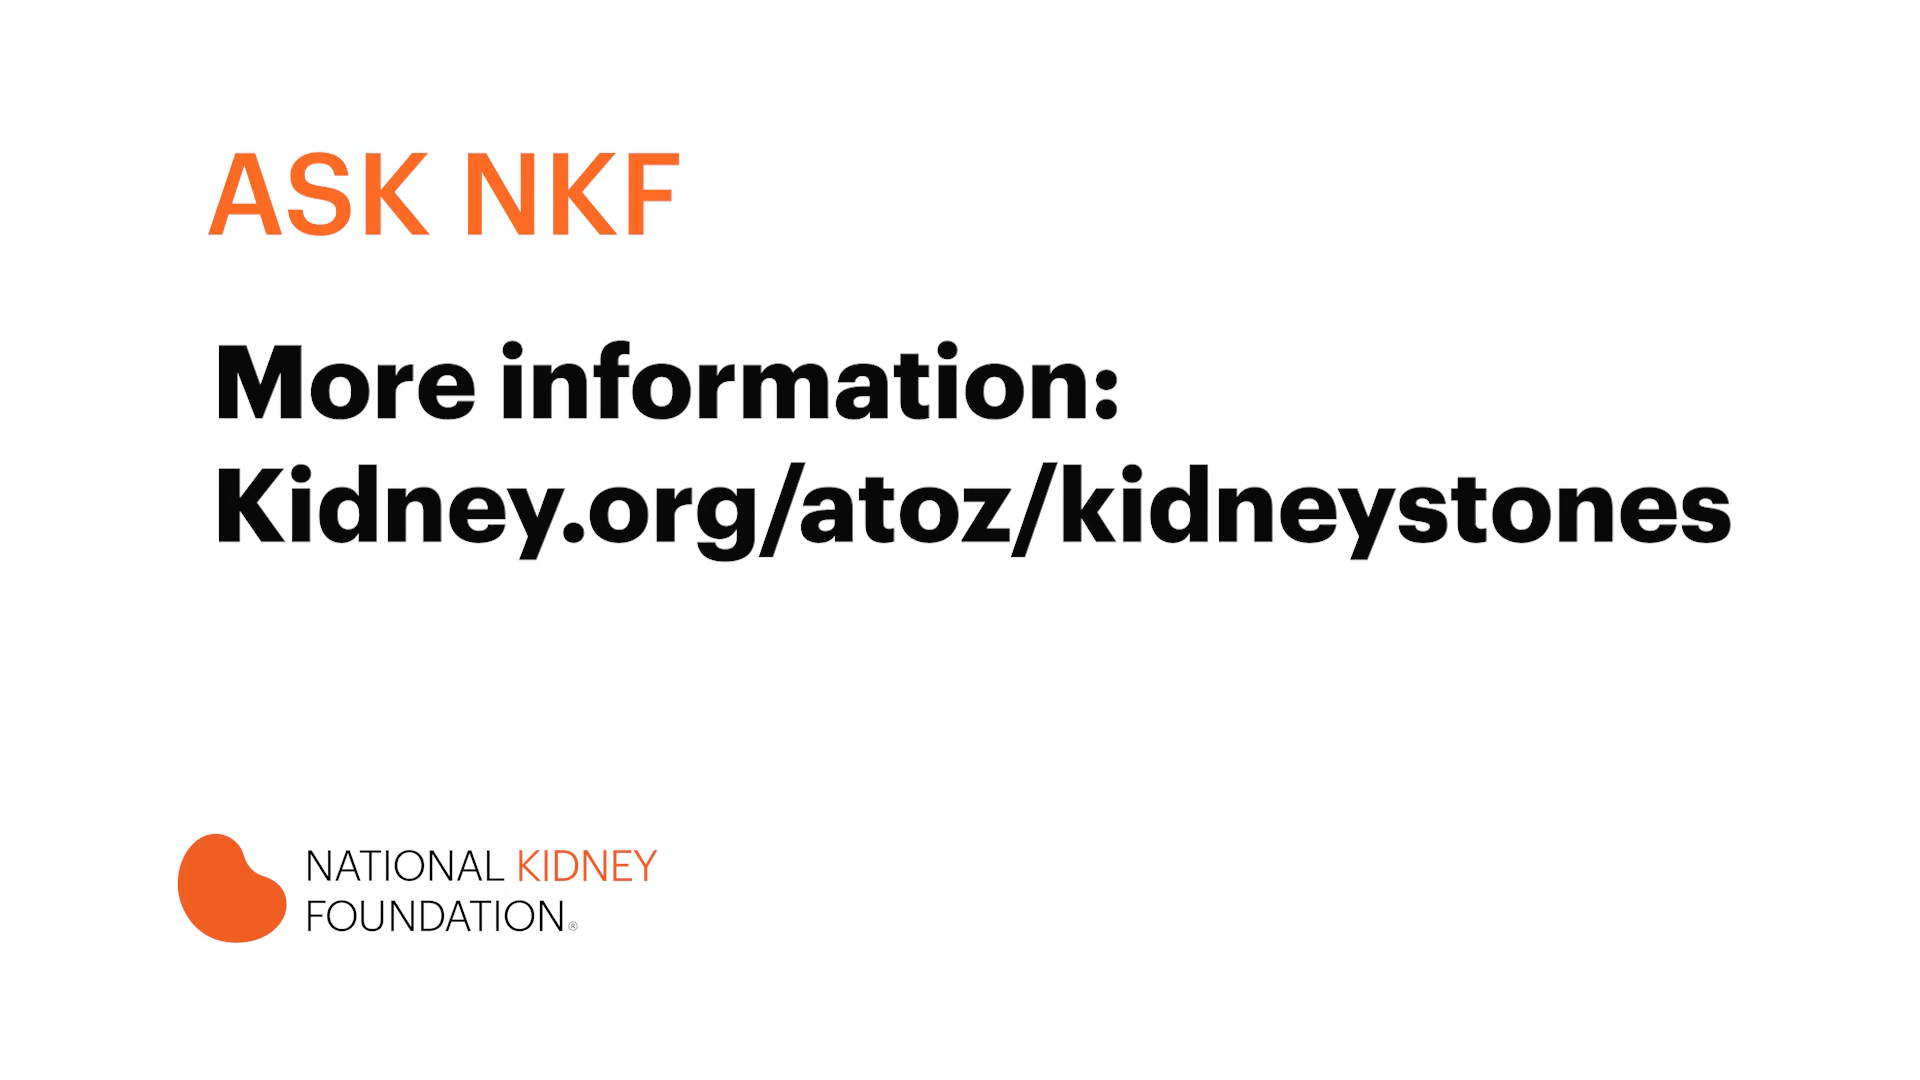 ASK NKF
More information:
Kidney.org/atoz/kidneystones
NATIONAL KIDNEY
FOUNDATION®